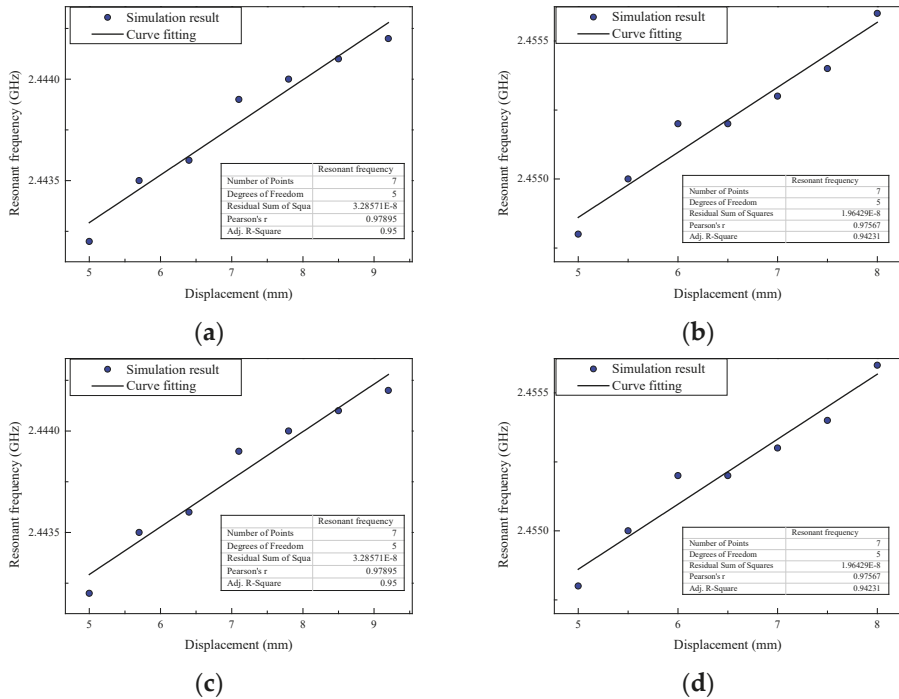 Simulation result
Curve fitting
2.4440
2.4435
Resonant frequency (GHz)
Resonant frequency
Number of Points 7
Degrees of Freedom 5
Residual Sum of Squa 3.28571E-8
Pearson's r 0.97895
Adj. R-Square 0.95
5 6 7 8 9
Displacement (mm)
(a)
Simulation result
Curve fitting
2.4555
2.4550
Resonant frequency (GHz)
Resonant frequency
Number of Points 7
Degrees of Freedom 5
Residual Sum of Squares 1.96429E-8
Pearson's r 0.97567
Adj. R-Square 0.94231
5 6 7 8
Displacement (mm)
(b)
Simulation result
Curve fitting
2.4440
2.4435
Resonant frequency (GHz)
Resonant frequency
Number of Points 7
Degrees of Freedom 5
Residual Sum of Squa 3.28571E-8
Pearson's r 0.97895
Adj. R-Square 0.95
5 6 7 8 9
Displacement (mm)
(c)
Simulation result
Curve fitting
2.4555
2.4550
Resonant frequency (GHz)
Resonant frequency
Number of Points 7
Degrees of Freedom 5
Residual Sum of Squares 1.96429E-8
Pearson's r 0.97567
Adj. R-Square 0.94231
5 6 7 8
Displacement (mm)
(d)